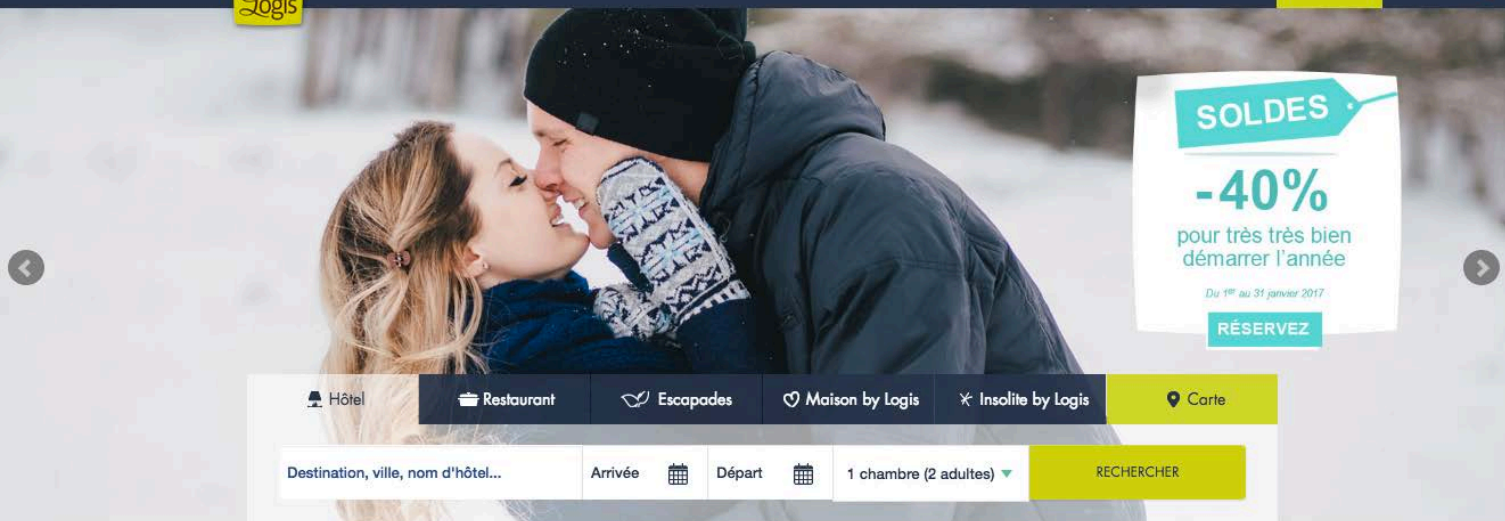 Logis
SOLDES
-40%
pour très très bien
démarrer l'année
Du 1er au 31 janvier 2017
RÉSERVEZ
Hôtel
Restaurant
Escapades
Maison by Logis
Insolite by Logis
Carte
Destination, ville, nom d'hôtel...
Arrivée
Départ
1 chambre (2 adultes)
RECHERCHER